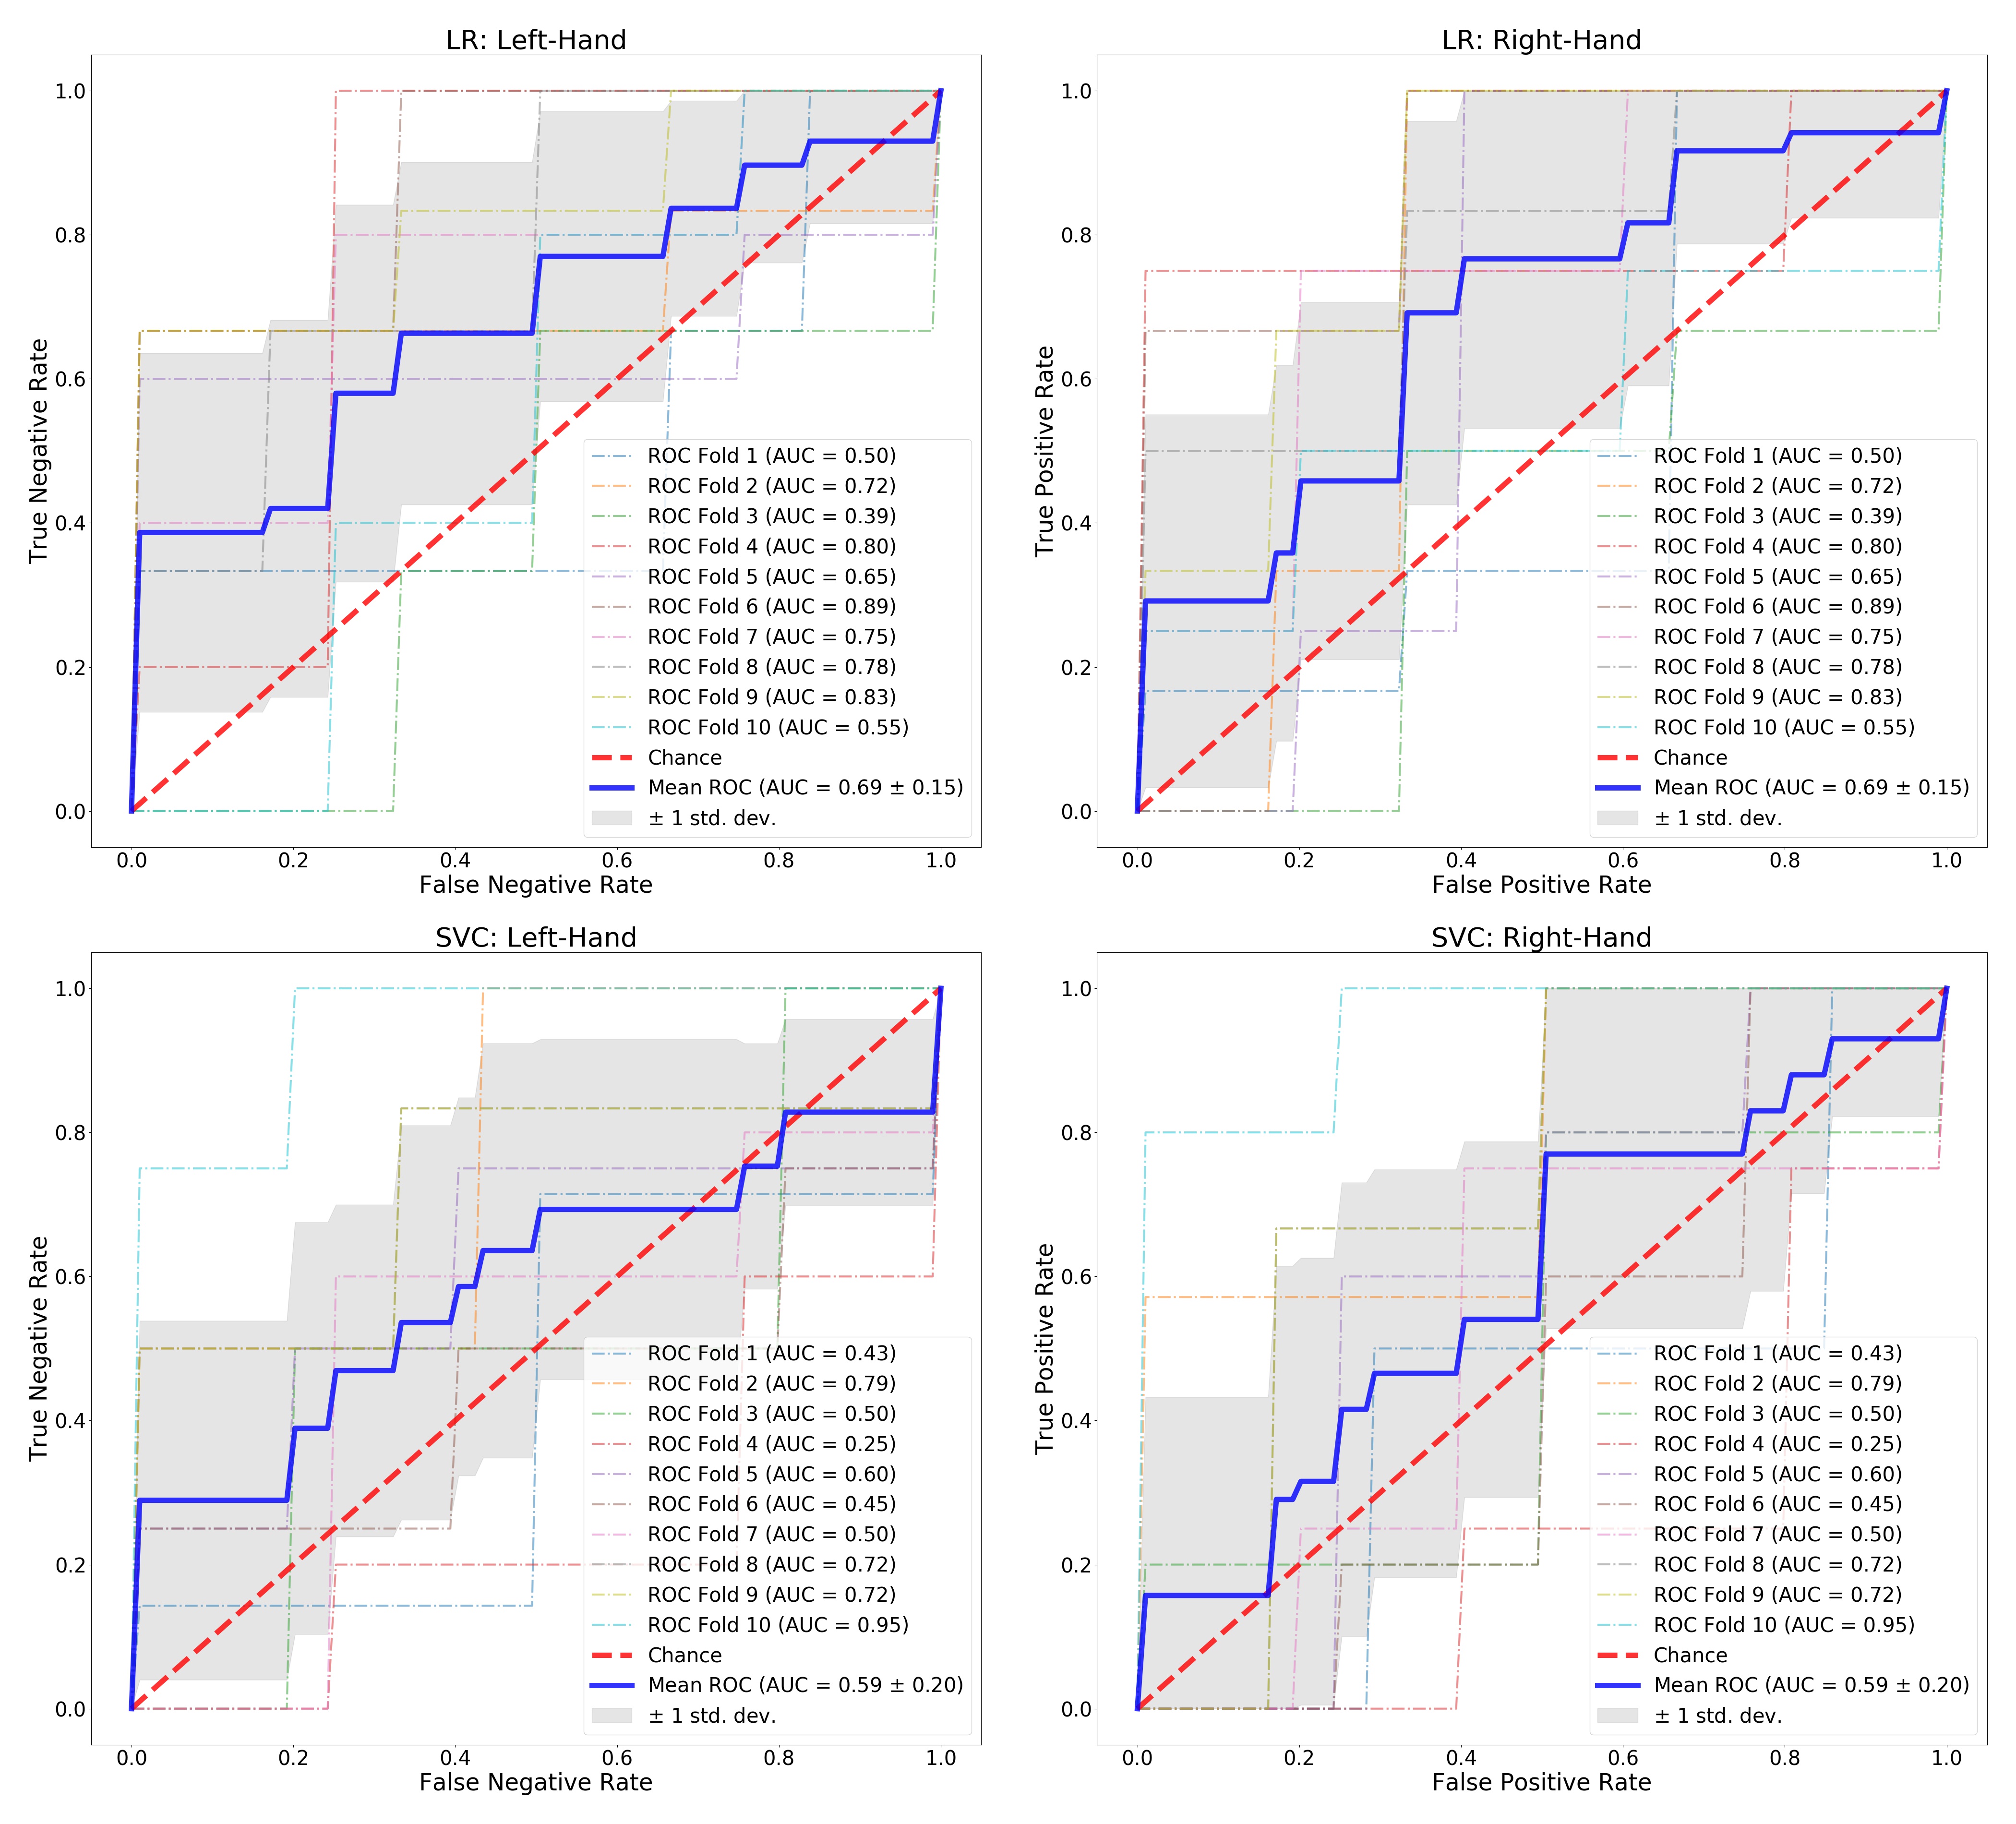 LR: Left-Hand
True Negative Rate
1.0
0.8
0.6
0.4
0.2
0.0
ROC Fold 1 (AUC = 0.50)
ROC Fold 2 (AUC = 0.72)
ROC Fold 3 (AUC = 0.39)
ROC Fold 4 (AUC = 0.80)
ROC Fold 5 (AUC = 0.65)
ROC Fold 6 (AUC = 0.89)
ROC Fold 7 (AUC = 0.75)
ROC Fold 8 (AUC = 0.78)
ROC Fold 9 (AUC = 0.83)
ROC Fold 10 (AUC = 0.55)
Chance
Mean ROC (AUC = 0.69 ± 0.15)
± 1 std. dev.
0.0 0.2 0.4 0.6 0.8 1.0
False Negative Rate
LR: Right-Hand
True Positive Rate
1.0
0.8
0.6
0.4
0.2
0.0
ROC Fold 1 (AUC = 0.50)
ROC Fold 2 (AUC = 0.72)
ROC Fold 3 (AUC = 0.39)
ROC Fold 4 (AUC = 0.80)
ROC Fold 5 (AUC = 0.65)
ROC Fold 6 (AUC = 0.89)
ROC Fold 7 (AUC = 0.75)
ROC Fold 8 (AUC = 0.78)
ROC Fold 9 (AUC = 0.83)
ROC Fold 10 (AUC = 0.55)
Chance
Mean ROC (AUC = 0.69 ± 0.15)
± 1 std. dev.
0.0 0.2 0.4 0.6 0.8 1.0
False Positive Rate
SVC: Left-Hand
True Negative Rate
1.0
0.8
0.6
0.4
0.2
0.0
ROC Fold 1 (AUC = 0.43)
ROC Fold 2 (AUC = 0.79)
ROC Fold 3 (AUC = 0.50)
ROC Fold 4 (AUC = 0.25)
ROC Fold 5 (AUC = 0.60)
ROC Fold 6 (AUC = 0.45)
ROC Fold 7 (AUC = 0.50)
ROC Fold 8 (AUC = 0.72)
ROC Fold 9 (AUC = 0.72)
ROC Fold 10 (AUC = 0.95)
Chance
Mean ROC (AUC = 0.59 ± 0.20)
± 1 std. dev.
0.0 0.2 0.4 0.6 0.8 1.0
False Negative Rate
SVC: Right-Hand
True Positive Rate
1.0
0.8
0.6
0.4
0.2
0.0
ROC Fold 1 (AUC = 0.43)
ROC Fold 2 (AUC = 0.79)
ROC Fold 3 (AUC = 0.50)
ROC Fold 4 (AUC = 0.25)
ROC Fold 5 (AUC = 0.60)
ROC Fold 6 (AUC = 0.45)
ROC Fold 7 (AUC = 0.50)
ROC Fold 8 (AUC = 0.72)
ROC Fold 9 (AUC = 0.72)
ROC Fold 10 (AUC = 0.95)
Chance
Mean ROC (AUC = 0.59 ± 0.20)
± 1 std. dev.
0.0 0.2 0.4 0.6 0.8 1.0
False Positive Rate